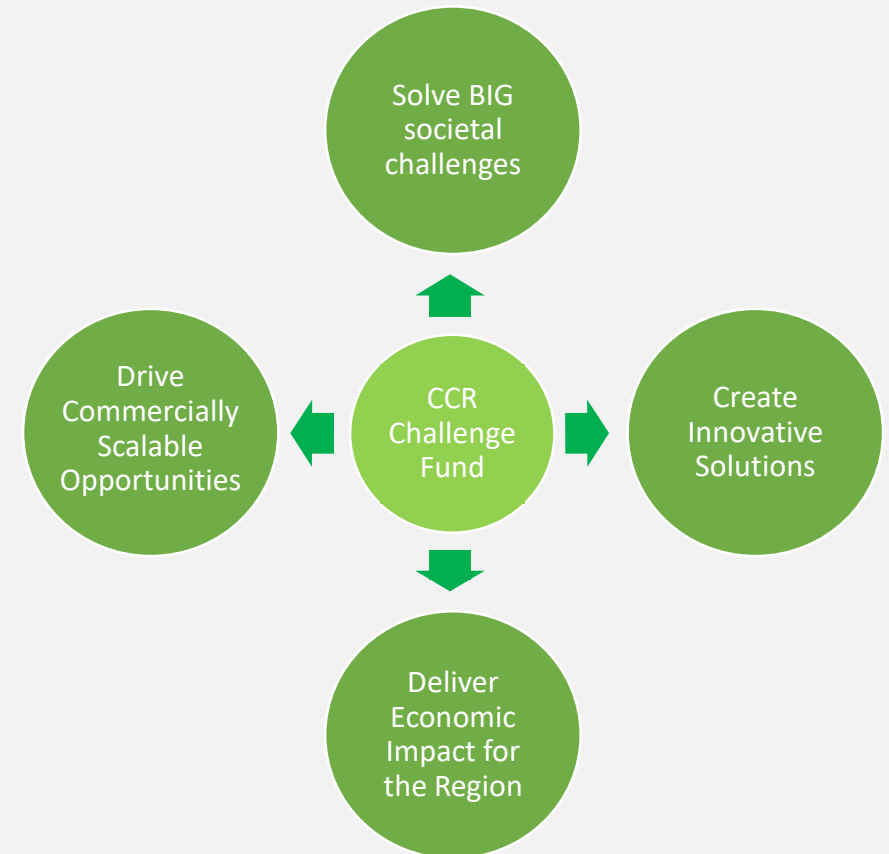 Solve BIG
societal
challenges
Drive
Commercially
Scalable
Opportunities
CCR
Challenge
Fund
Create
Innovative
Solutions
Deliver
Economic
Impact for
the Region